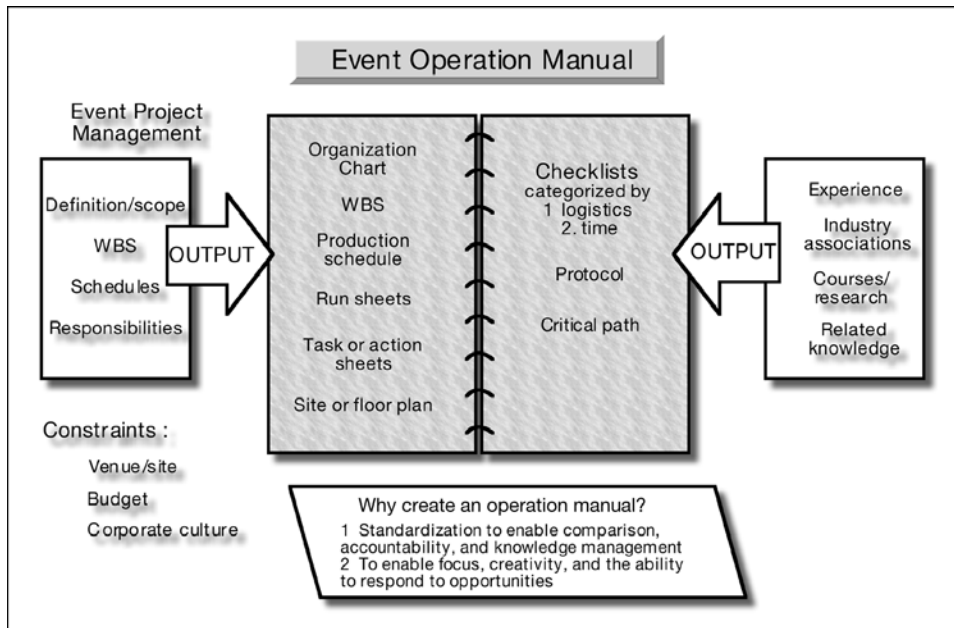 Event Operation Manual
Event Project
Management
Definition/scope
WBS
Schedules
Responsibilities
OUTPUT
Organization
Chart
WBS
Production
schedule
Run sheets
Task or action
sheets
Site or floor plan
Checklists
categorized by
1 logistics
2. time
Protocol
Critical path
OUTPUT
Experience
Industry
associations
Courses/
research
Related
knowledge
Constraints :
Venue/site
Budget
Corporate culture
Why create an operation manual?
1 Standardization to enable comparison,
accountability, and knowledge management
2 To enable focus, creativity, and the ability
to respond to opportunities